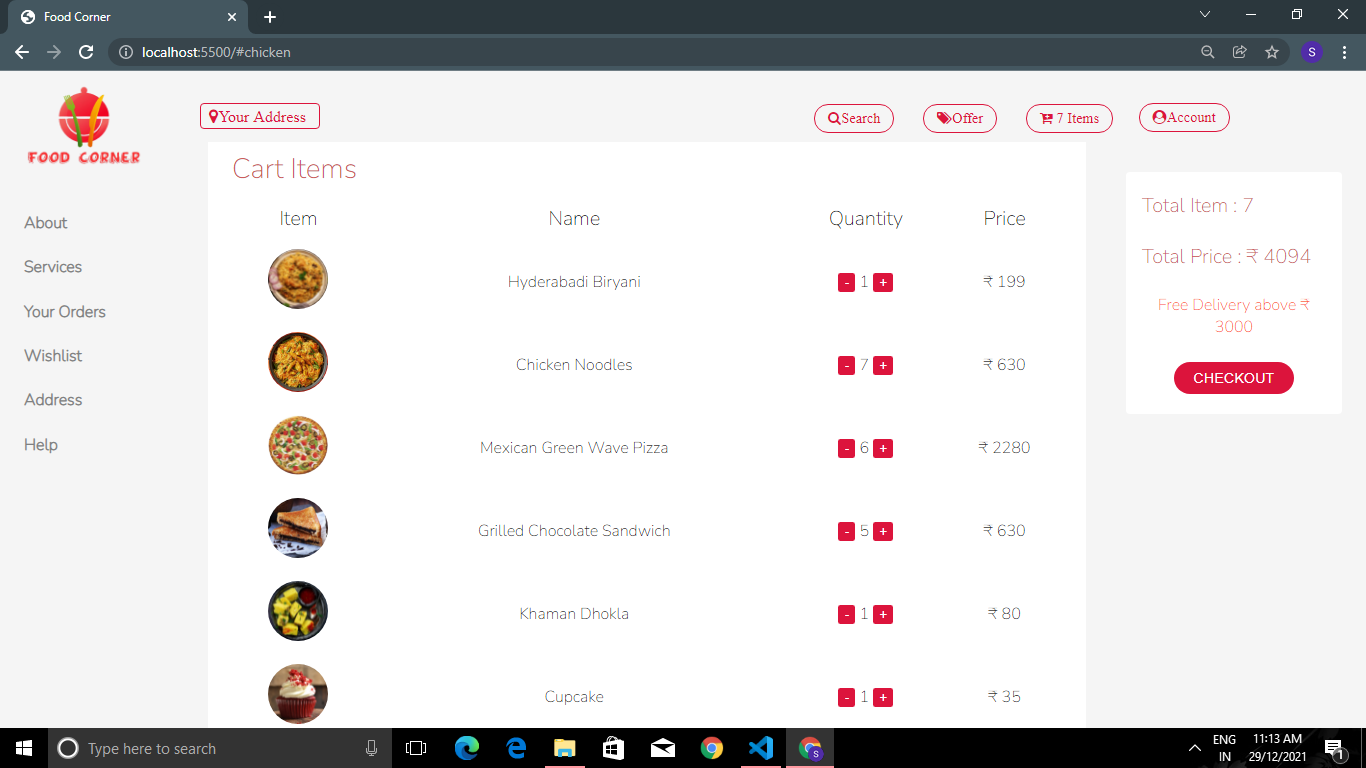 Food Corner
localhost:5500/#chicken
S
FOOD CORNER
Your Address
Search
Offer
7 Items
Account
About
Services
Your Orders
Wishlist
Address
Help
Cart Items
Item Name Quantity Price
Hyderabadi Biryani - 1 + ₹ 199
Chicken Noodles - 7 + ₹ 630
Mexican Green Wave Pizza - 6 + ₹ 2280
Grilled Chocolate Sandwich - 5 + ₹ 630
Khaman Dhokla - 1 + ₹ 80
Cupcake - 1 + ₹ 35
Total Item : 7
Total Price : ₹ 4094
Free Delivery above ₹
3000
CHECKOUT
Type here to search
S
ENG
IN
11:13 AM
29/12/2021
1